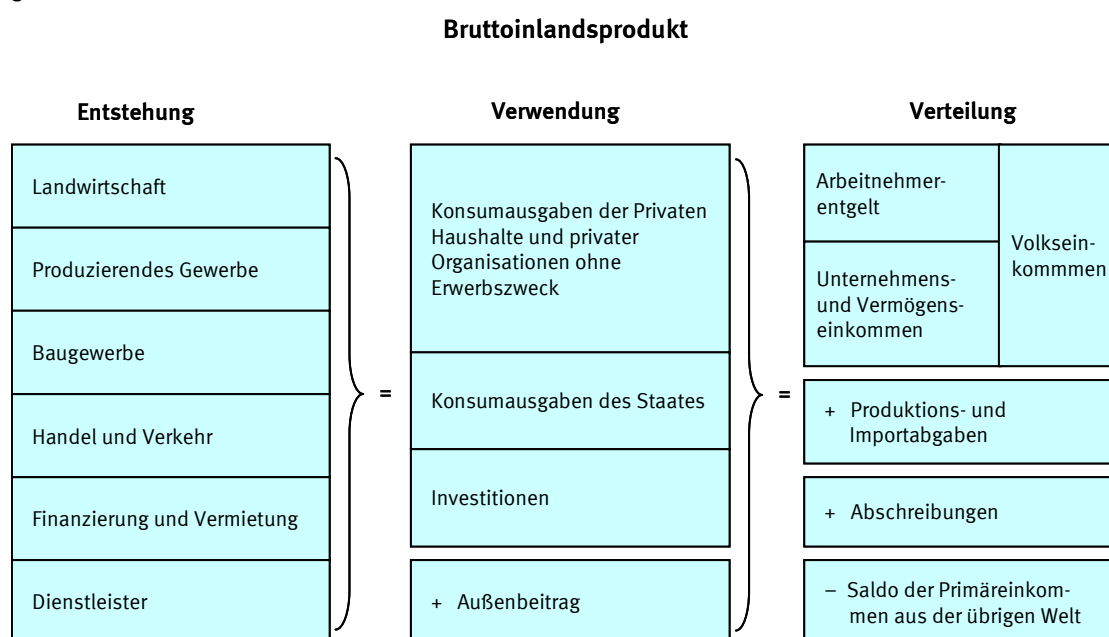 Bruttoinlandsprodukt
Entstehung
Landwirtschaft
Produzierendes Gewerbe
Baugewerbe
Handel und Verkehr
Finanzierung und Vermietung
Dienstleister
=
Verwendung
Konsumausgaben der Privaten
Haushalte und privater
Organisationen ohne
Erwerbszweck
Konsumausgaben des Staates
Investitionen
+ Außenbeitrag
=
Verteilung
Arbeitnehmer-
entgelt
Unternehmens-
und Vermögens-
einkommen
Volksein-
kommmen
+ Produktions- und
Importabgaben
+ Abschreibungen
– Saldo der Primäreinkom-
men aus der übrigen Welt